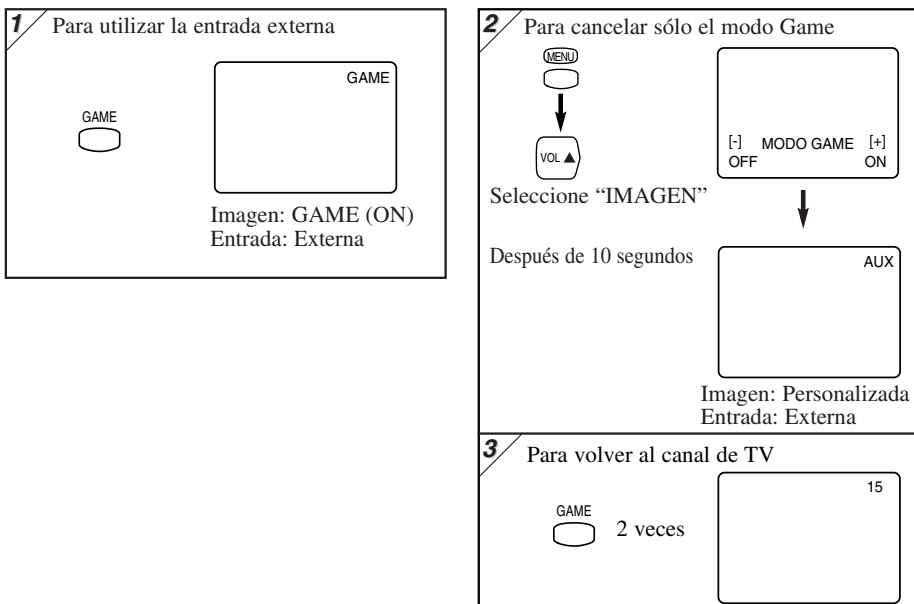 1 Para utilizar la entrada externa
GAME
GAME
Imagen: GAME (ON)
Entrada: Externa
2 Para cancelar sólo el modo Game
MENU
VOL ▲
Seleccione “IMAGEN”
[-] MODO GAME [+]
OFF ON
Después de 10 segundos
AUX
Imagen: Personalizada
Entrada: Externa
3 Para volver al canal de TV
GAME
2 veces
15